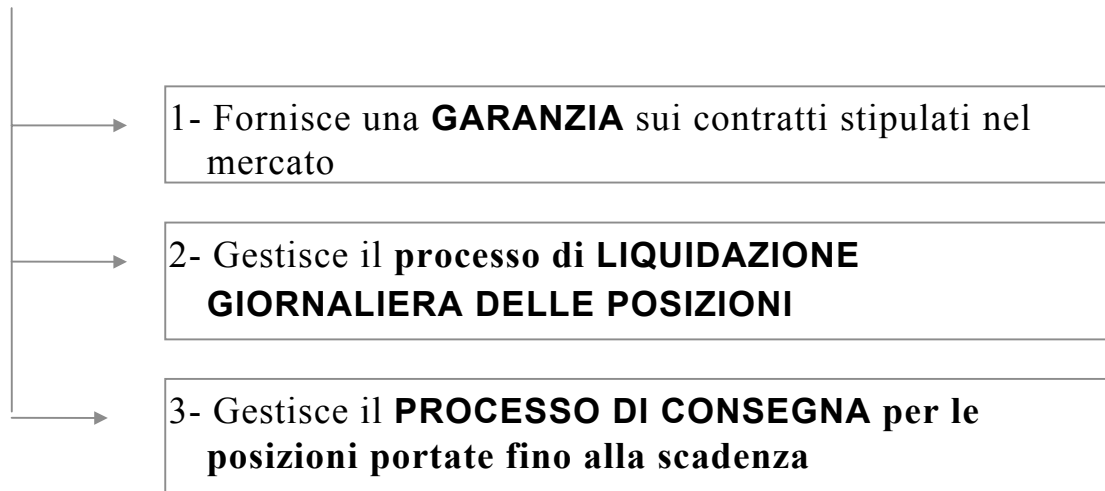 1- Fornisce una GARANZIA sui contratti stipulati nel
mercato
2- Gestisce il processo di LIQUIDAZIONE
GIORNALIERA DELLE POSIZIONI
3- Gestisce il PROCESSO DI CONSEGNA per le
posizioni portate fino alla scadenza